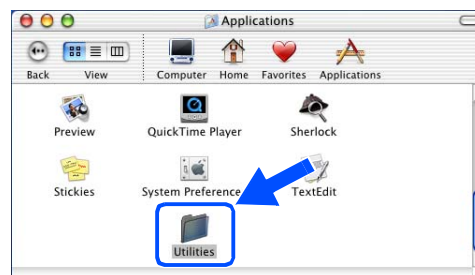 Applications
Back View Computer Home Favorites Applications
Preview QuickTime Player Sherlock
Stickies System Preference TextEdit
Utilities